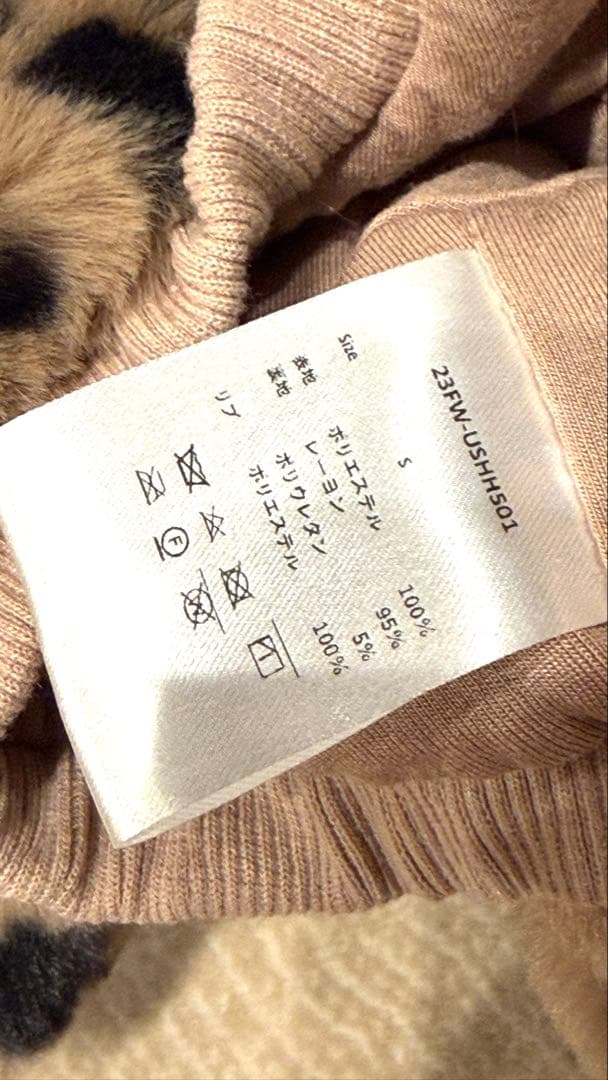 23FW-USHH501
Size S
表地 ポリエステル 100%
裏地 レーヨン 95%
ポリウレタン 5%
リブ ポリエステル 100%
F